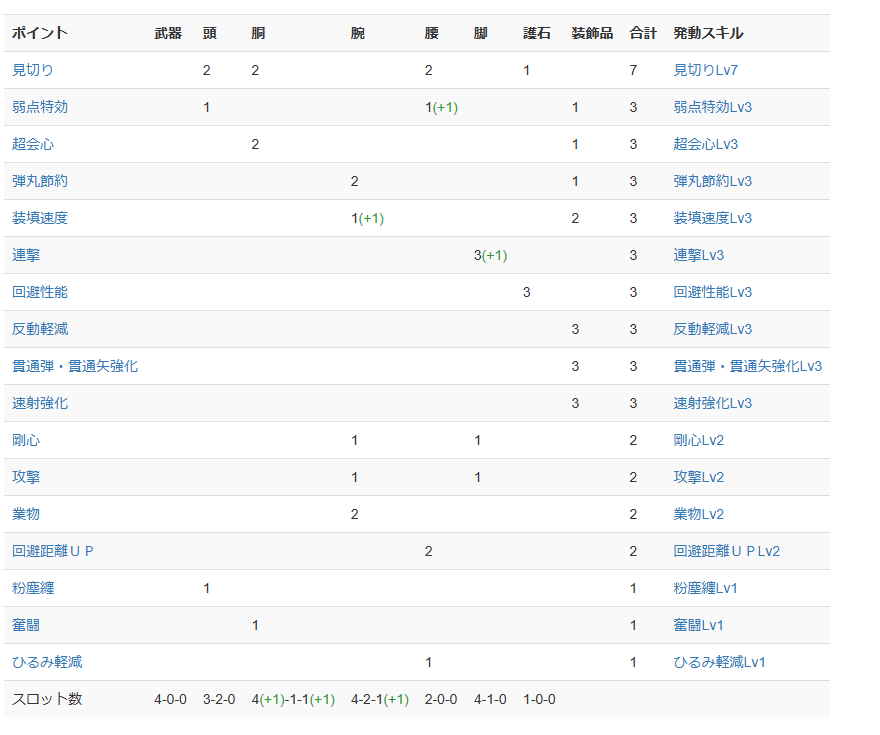 ポイント 武器 頭 胴 腕 腰 脚 護石 装飾品 合計 発動スキル
見切り 2 2 2 1 7 見切りLv7
弱点特効 1 1(+1) 1 3 弱点特効Lv3
超会心 2 1 3 超会心Lv3
弾丸節約 2 1 3 弾丸節約Lv3
装填速度 1(+1) 2 3 装填速度Lv3
連撃 3(+1) 3 連撃Lv3
回避性能 3 3 回避性能Lv3
反動軽減 3 3 反動軽減Lv3
貫通弾・貫通矢強化 3 3 貫通弾・貫通矢強化Lv3
速射強化 3 3 速射強化Lv3
剛心 1 1 2 剛心Lv2
攻撃 1 1 2 攻撃Lv2
業物 2 2 業物Lv2
回避距離ＵＰ 2 2 回避距離ＵＰLv2
粉塵纏 1 1 粉塵纏Lv1
奮闘 1 1 奮闘Lv1
ひるみ軽減 1 1 ひるみ軽減Lv1
スロット数 4-0-0 3-2-0 4(+1)-1-1(+1) 4-2-1(+1) 2-0-0 4-1-0 1-0-0